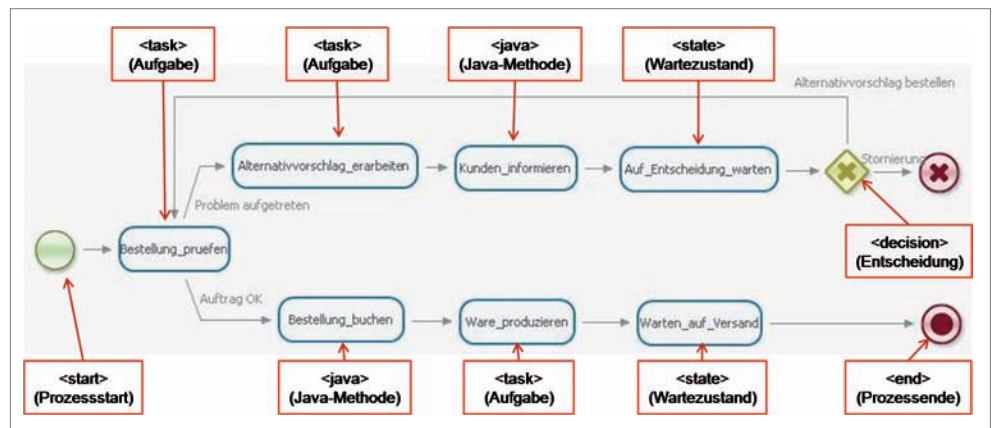 <task>
(Aufgabe)
<task>
(Aufgabe)
<java>
(Java-Methode)
<state>
(Wartezustand)
Alternativvorschlag bestellen
Alternativvorschlag_erarbeiten
Kunden_informieren
Auf_Entscheidung_warten
Stornierung
Problem aufgetreten
Bestellung_pruefen
<decision>
(Entscheidung)
Auftrag OK
Bestellung_buchen
Ware_produzieren
Warten_auf_Versand
<start>
(Prozessstart)
<java>
(Java-Methode)
<task>
(Aufgabe)
<state>
(Wartezustand)
<end>
(Prozessende)